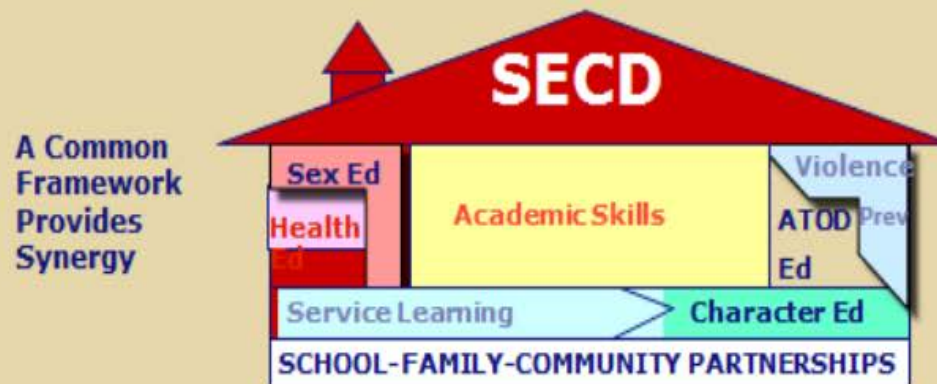 SECD
A Common
Framework
Provides
Synergy
Sex Ed
Health
Ed
Academic Skills
Violence
Prev
ATOD
Ed
Service Learning
Character Ed
SCHOOL-FAMILY-COMMUNITY PARTNERSHIPS